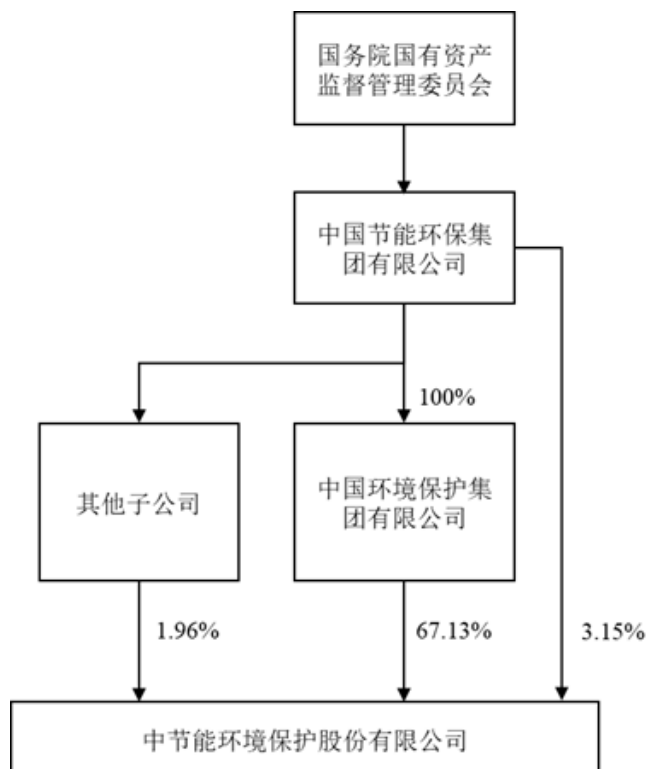 国务院国有资产
监督管理委员会
中国节能环保集
团有限公司
100%
其他子公司
中国环境保护集
团有限公司
1.96%
67.13%
3.15%
中节能环境保护股份有限公司